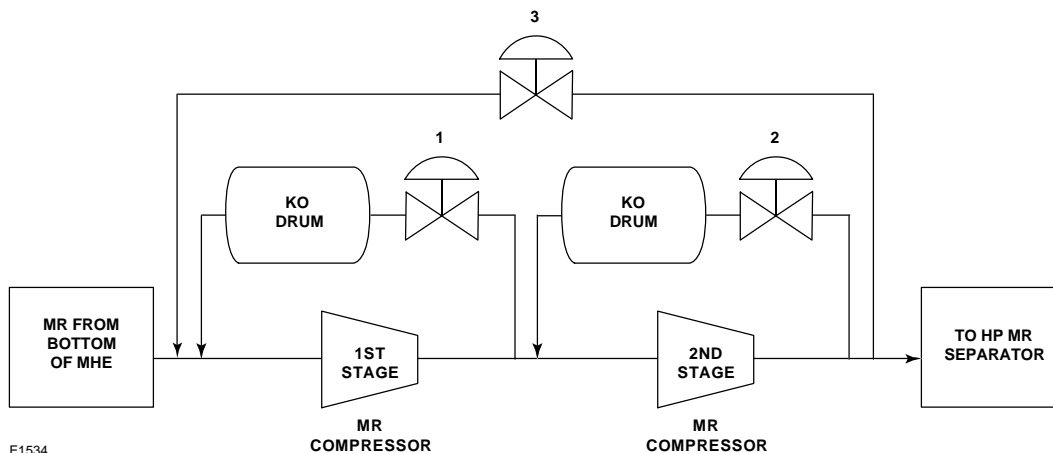 3
1
2
KO
DRUM
KO
DRUM
MR FROM
BOTTOM
OF MHE
1ST
STAGE
2ND
STAGE
TO HP MR
SEPARATOR
MR
COMPRESSOR
MR
COMPRESSOR
F1534